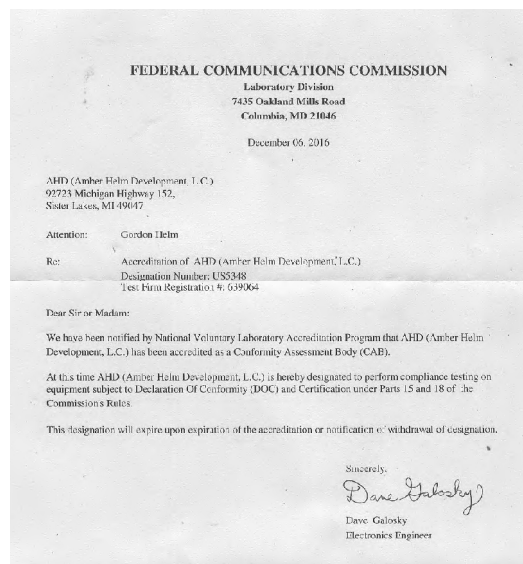 FEDERAL COMMUNICATIONS COMMISSION
Laboratory Division
7435 Oakland Mills Road
Columbia, MD 21046
December 06, 2016
AHD (Amber Helm Development, L.C.)
92723 Michigan Highway 152,
Sister Lakes, MI 49047
Attention: Gordon Helm
Re: Accreditation of AHD (Amber Helm Development, L.C.)
Designation Number: US5348
Test Firm Registration #: 639064
Dear Sir or Madam:
We have been notified by National Voluntary Laboratory Accreditation Program that AHD (Amber Helm
Development, L.C.) has been accredited as a Conformity Assessment Body (CAB).
At this time AHD (Amber Helm Development, L.C.) is hereby designated to perform compliance testing on
equipment subject to Declaration Of Conformity (DOC) and Certification under Parts 15 and 18 of the
Commission's Rules.
This designation will expire upon expiration of the accreditation or notification of withdrawal of designation.
Sincerely,
Dave Galosky
Dave Galosky
Electronics Engineer